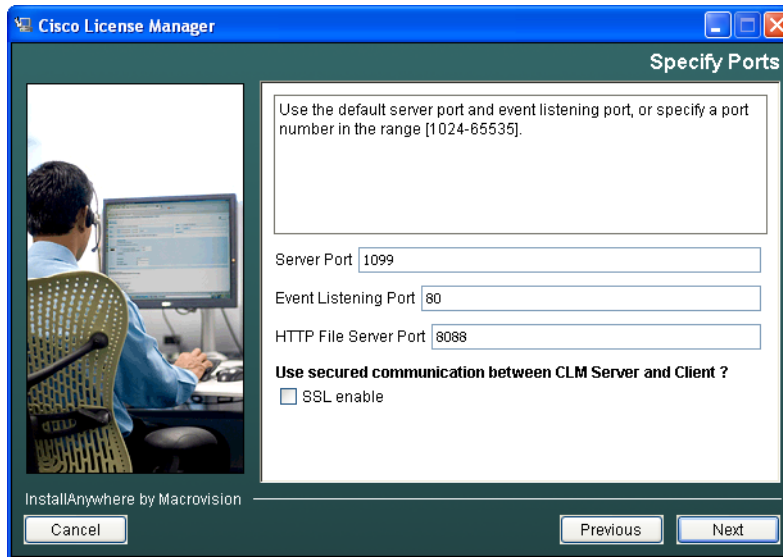 Cisco License Manager
Specify Ports
Use the default server port and event listening port, or specify a port
number in the range [1024-65535].
Server Port 1099
Event Listening Port 80
HTTP File Server Port 8088
Use secured communication between CLM Server and Client ?
SSL enable
InstallAnywhere by Macrovision
Cancel
Previous
Next